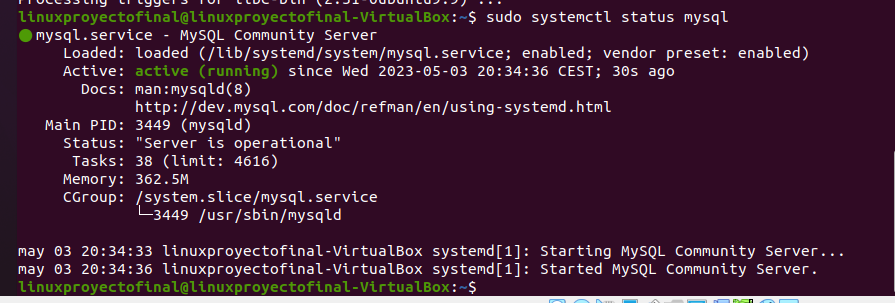 Processing triggers for libc-bin (2.31-0ubuntu9.9) ...
linuxproyectofinal@linuxproyectofinal-VirtualBox:~$ sudo systemctl status mysql
● mysql.service - MySQL Community Server
Loaded: loaded (/lib/systemd/system/mysql.service; enabled; vendor preset: enabled)
Active: active (running) since Wed 2023-05-03 20:34:36 CEST; 30s ago
Docs: man:mysqld(8)
http://dev.mysql.com/doc/refman/en/using-systemd.html
Main PID: 3449 (mysqld)
Status: "Server is operational"
Tasks: 38 (limit: 4616)
Memory: 362.5M
CGroup: /system.slice/mysql.service
└─3449 /usr/sbin/mysqld
may 03 20:34:33 linuxproyectofinal-VirtualBox systemd[1]: Starting MySQL Community Server...
may 03 20:34:36 linuxproyectofinal-VirtualBox systemd[1]: Started MySQL Community Server.
linuxproyectofinal@linuxproyectofinal-VirtualBox:~$